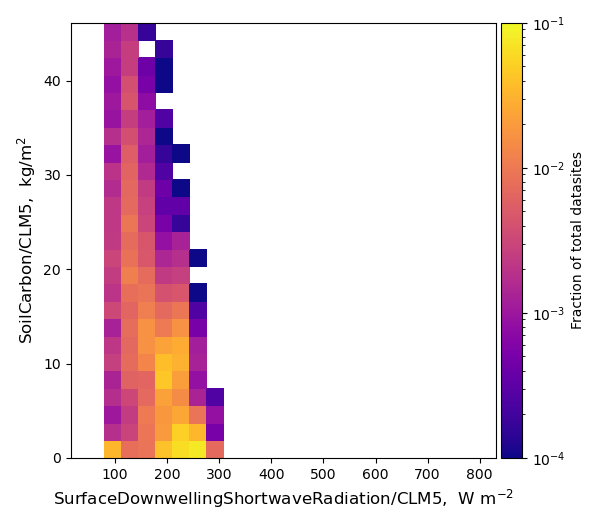 SoilCarbon/CLM5,  kg/m²
40
30
20
10
0
100 200 300 400 500 600 700 800
SurfaceDownwellingShortwaveRadiation/CLM5,  W m⁻²
10⁻¹
10⁻²
10⁻³
10⁻⁴
Fraction of total datasites